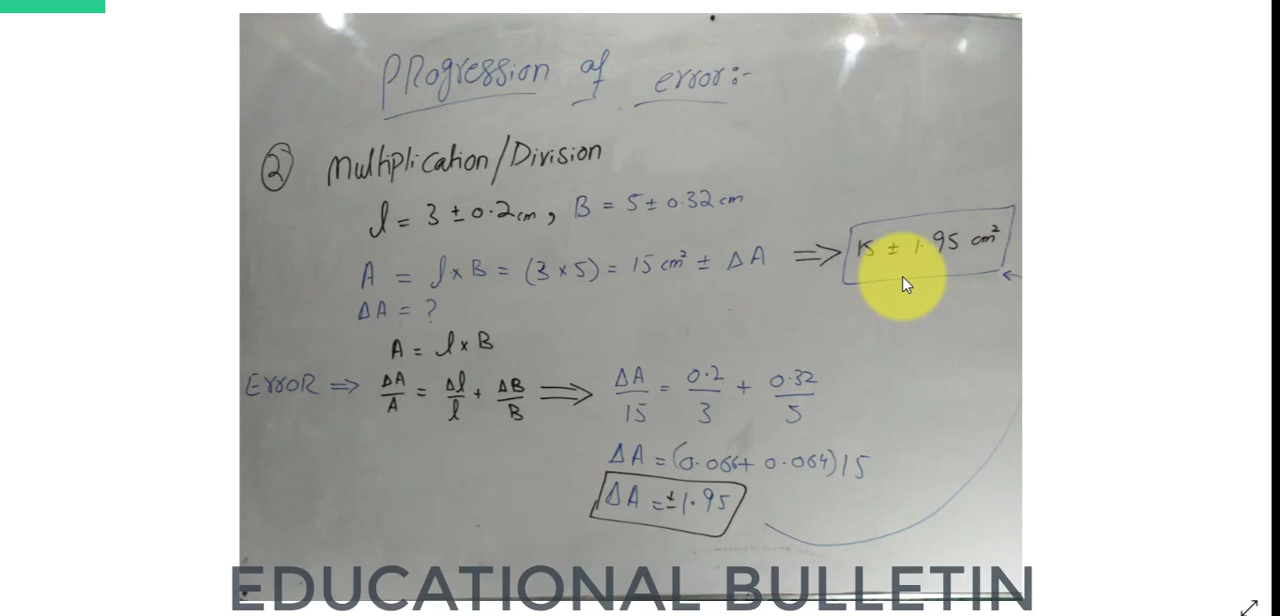 Progression of error:-
② Multiplication/Division
l = 3 ± 0.2 cm, B = 5 ± 0.32 cm
A = l × B = (3 × 5) = 15 cm² ± ΔA ⇒ 15 ± 1.95 cm²
ΔA = ?
A = l × B
ERROR ⇒ ΔA/A = Δl/l + ΔB/B ⇒ ΔA/15 = 0.2/3 + 0.32/5
ΔA = (0.066 + 0.064) 15
ΔA = ± 1.95
EDUCATIONAL BULLETIN